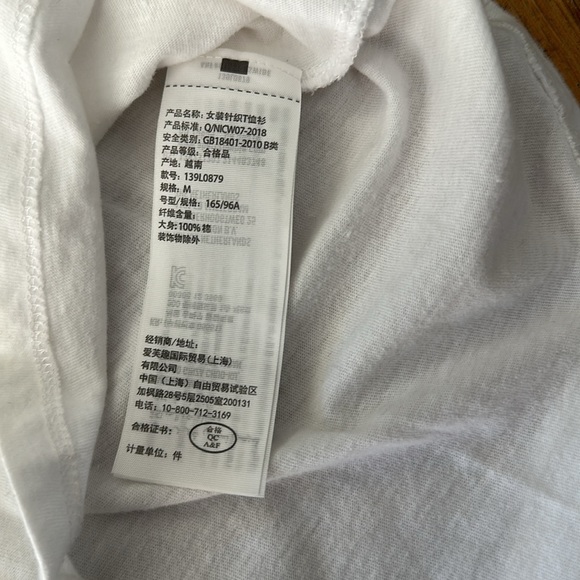 产品名称：女装针织T恤衫
产品标准：Q/NICW07-2018
安全类别：GB18401-2010 B类
产品等级：合格品
产地：越南
款号：139L0879
规格：M
号型/规格：165/96A
纤维含量：
大身：100% 棉
装饰物除外
经销商/地址：
爱芙趣国际贸易（上海）
有限公司
中国（上海）自由贸易试验区
加枫路28号5层2505室200131
电话：10-800-712-3169
合格证书：
合格
QC
A&F
计量单位：件